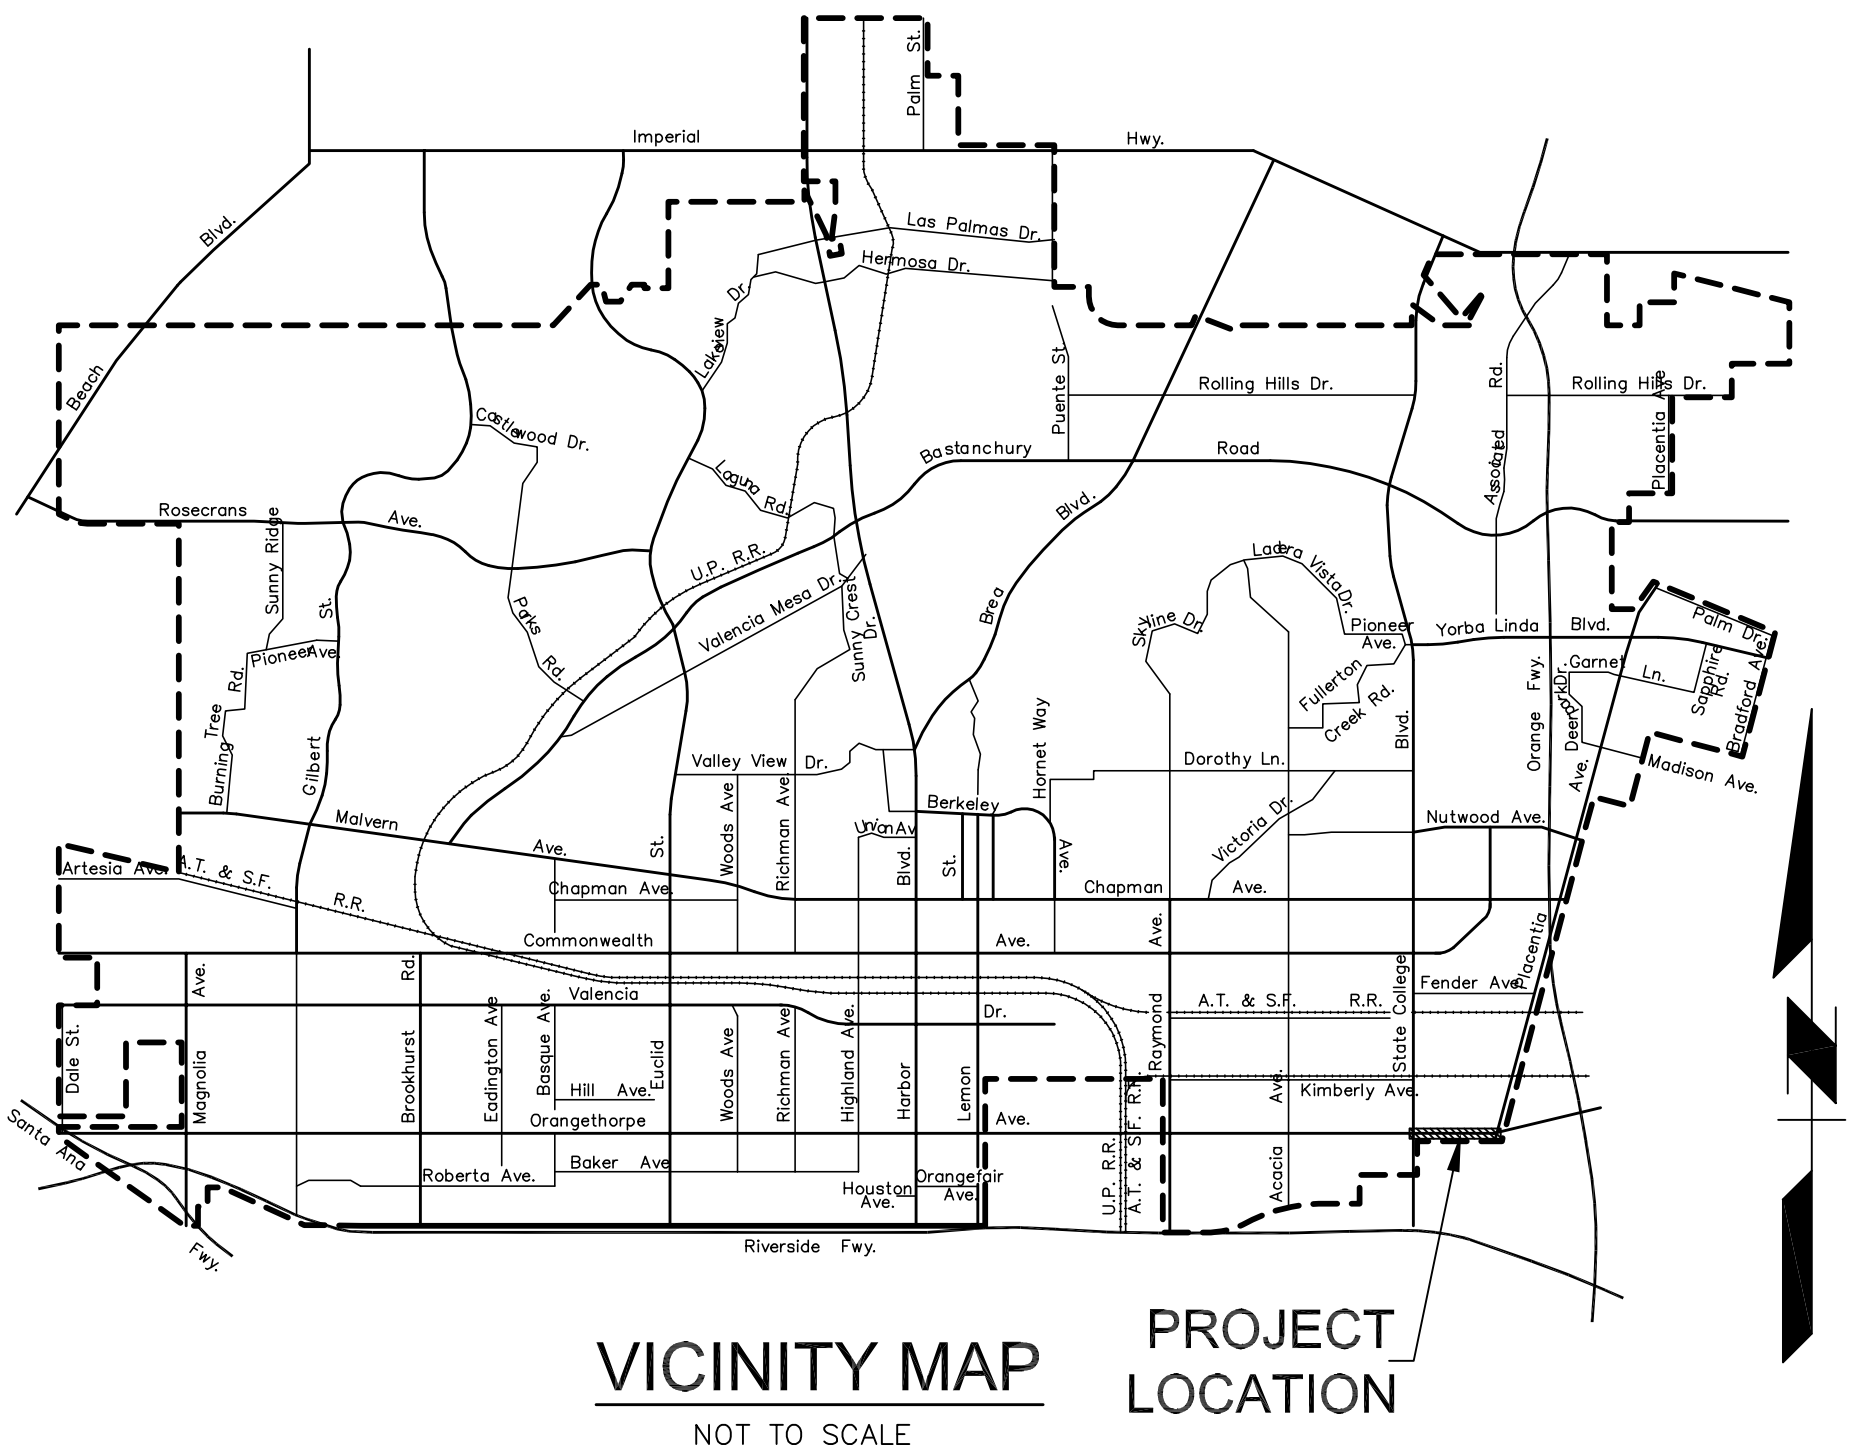 Palm St.
Imperial Hwy.
Beach Blvd.
Las Palmas Dr.
Hermosa Dr.
Lakeview Dr.
Rolling Hills Dr.
Rolling Hills Dr.
Puente St.
Associated Rd.
Placentia Ave
Castlewood Dr.
Bastanchury Road
Laguna Rd.
Brea Blvd.
Rosecrans Ave.
Sunny Ridge
U.P. R.R.
Valencia Mesa Dr.
Sunny Crest Dr.
Ladera Vista Dr.
Skyline Dr.
Pioneer Ave.
Yorba Linda Blvd.
Palm Dr.
Parks Rd.
Pioneer Ave.
Gilbert St.
Burning Tree Rd.
Fullerton
Creek Rd.
Orange Fwy.
Garnet Ln.
Sapphire Rd.
Bradford Ave.
Deerpark Dr.
Madison Ave.
Hornet Way
Valley View Dr.
Dorothy Ln.
Victoria Dr.
Berkeley Ave.
Nutwood Ave.
Malvern Ave.
Union Av
Woods Ave
Richman Ave.
Artesia Ave.
A.T. & S.F. R.R.
Chapman Ave.
Chapman Ave.
Commonwealth Ave.
Placentia Ave.
Fender Ave.
Valencia Dr.
A.T. & S.F. R.R.
Dale St.
Magnolia Ave.
Brookhurst Rd.
Eadington Ave
Basque Ave.
Euclid St.
Woods Ave
Richman Ave
Highland Ave.
Harbor Blvd.
Lemon St.
Raymond Ave.
State College Blvd.
Acacia Ave.
Hill Ave.
Kimberly Ave.
Orangethorpe Ave.
Santa Ana Fwy.
Roberta Ave.
Baker Ave
Houston
Ave.
Orangefair
Ave.
U.P. R.R.
A.T. & S.F. R.R.
Riverside Fwy.
PROJECT
LOCATION
VICINITY MAP
NOT TO SCALE
N